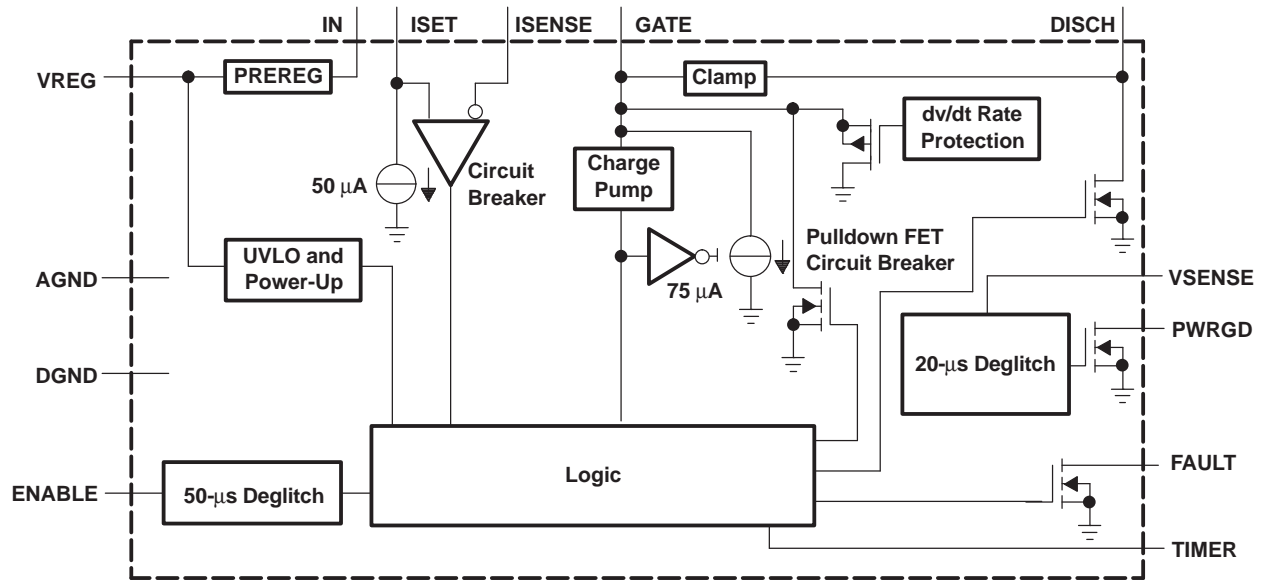 IN
ISET
ISENSE
GATE
DISCH
VREG
PREREG
Clamp
dv/dt Rate
Protection
50 μA
Circuit
Breaker
Charge
Pump
UVLO and
Power-Up
75 μA
Pulldown FET
Circuit Breaker
AGND
VSENSE
PWRGD
20-μs Deglitch
DGND
Logic
FAULT
ENABLE
50-μs Deglitch
TIMER